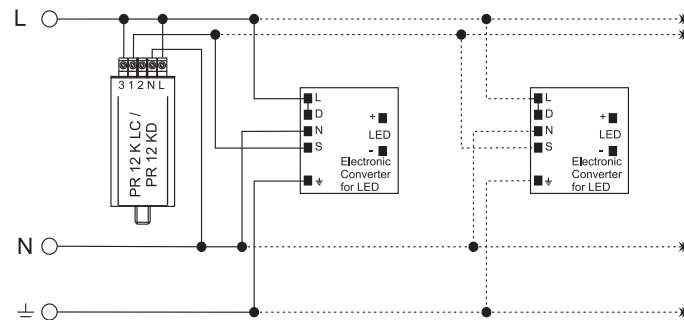 L
3 1 2 N L
PR 12 K LC /
PR 12 KD
L
D
N
S
+
LED
-
Electronic
Converter
for LED
L
D
N
S
+
LED
-
Electronic
Converter
for LED
N